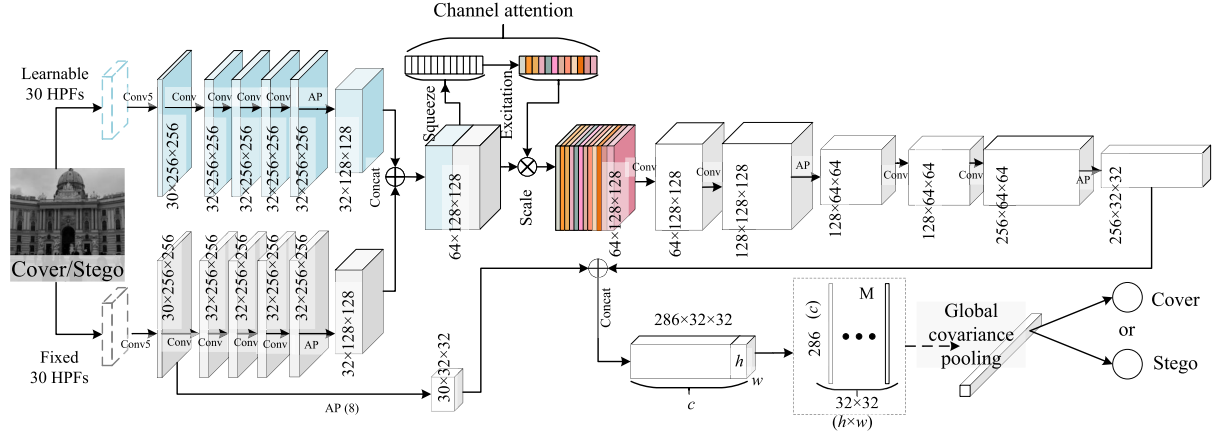 Channel attention
Learnable
30 HPFs
Conv5
Conv
Conv
Conv
AP
30×256×256
32×256×256
32×256×256
32×256×256
32×256×256
32×128×128
Squeeze
Excitation
Concat
64×128×128
Scale
64×128×128
Conv
64×128×128
Conv
128×128×128
AP
128×64×64
Conv
128×64×64
Conv
256×64×64
AP
256×32×32
Cover/Stego
Fixed
30 HPFs
Conv5
Conv
Conv
Conv
AP
30×256×256
32×256×256
32×256×256
32×256×256
32×256×256
32×128×128
AP (8)
30×32×32
Concat
286×32×32
h
w
c
286 (c)
M
32×32
(h×w)
Global
covariance
pooling
Cover
or
Stego